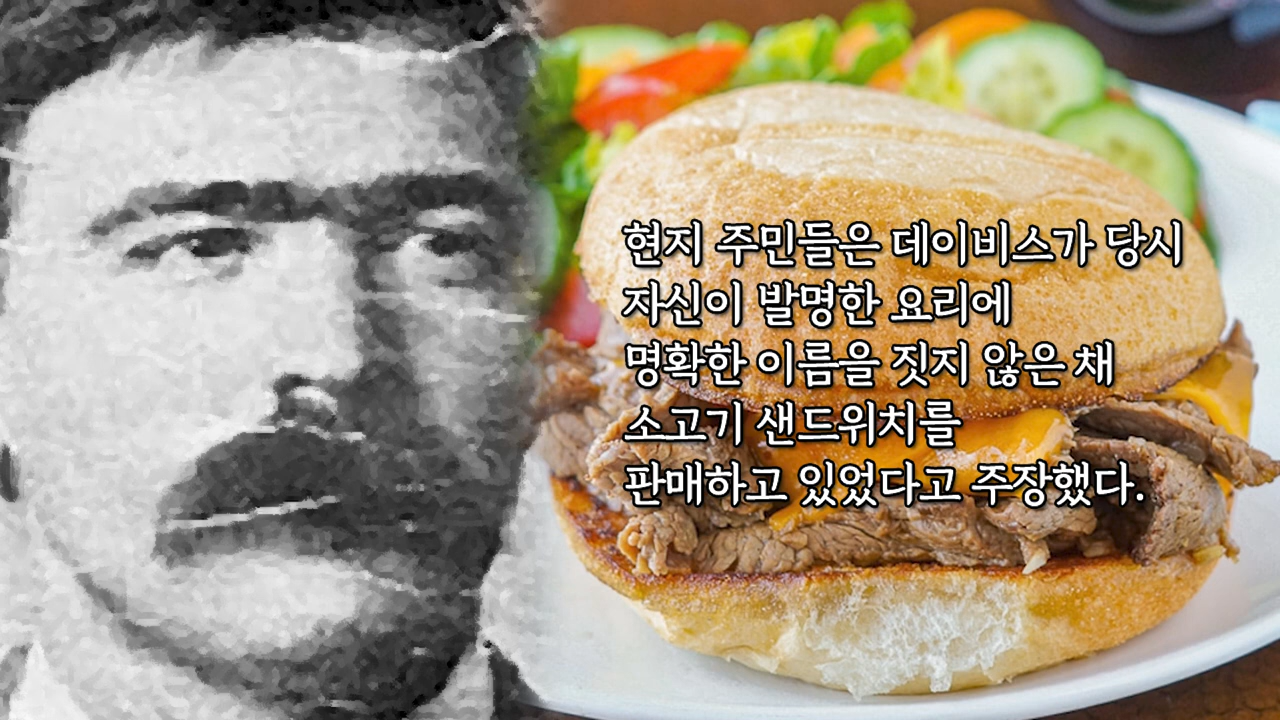 현지 주민들은 데이비스가 당시
자신이 발명한 요리에
명확한 이름을 짓지 않은 채
소고기 샌드위치를
판매하고 있었다고 주장했다.